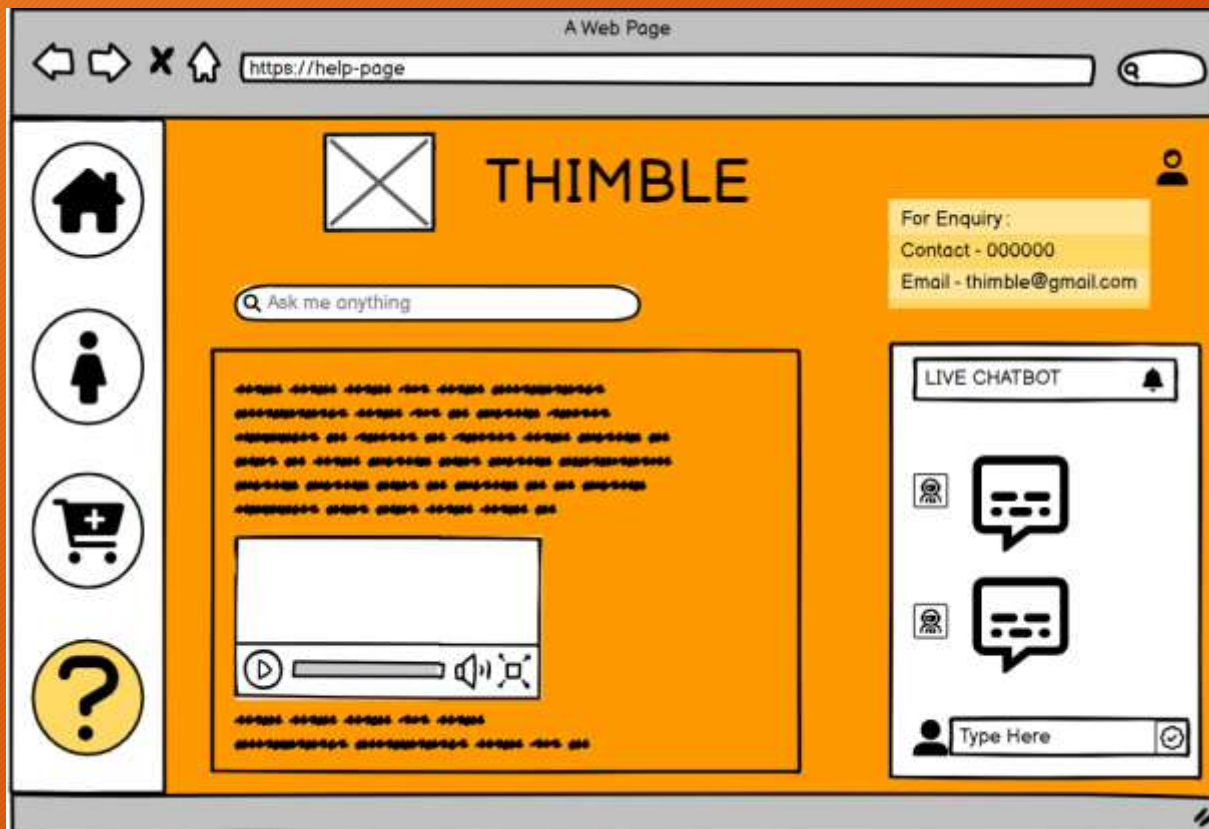 A Web Page
https://help-page
THIMBLE
For Enquiry:
Contact - 000000
Email - thimble@gmail.com
Ask me anything
LIVE CHATBOT
Type Here